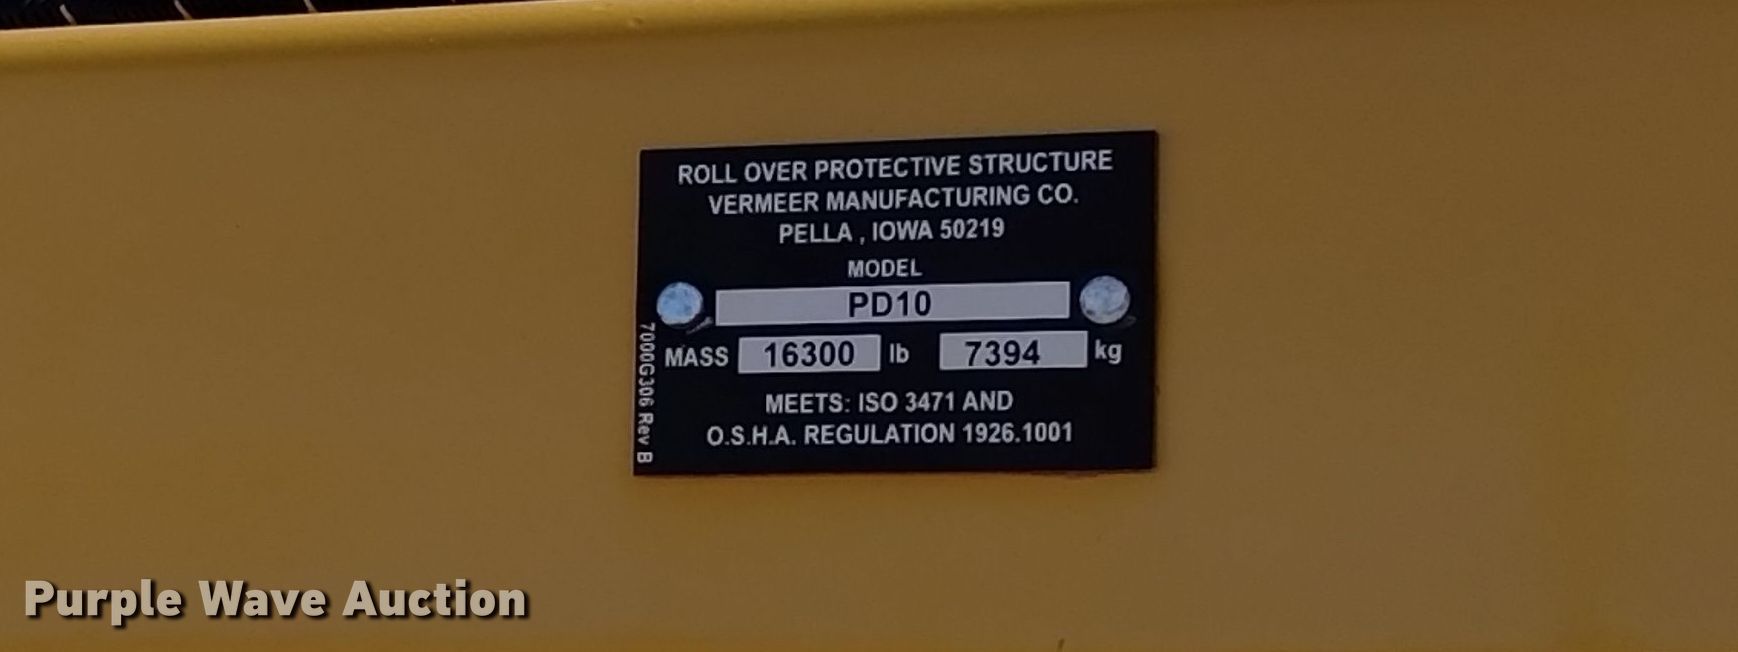 ROLL OVER PROTECTIVE STRUCTURE
VERMEER MANUFACTURING CO.
PELLA , IOWA 50219
MODEL
PD10
MASS 16300 lb 7394 kg
MEETS: ISO 3471 AND
O.S.H.A. REGULATION 1926.1001
7000G306 Rev B
Purple Wave Auction